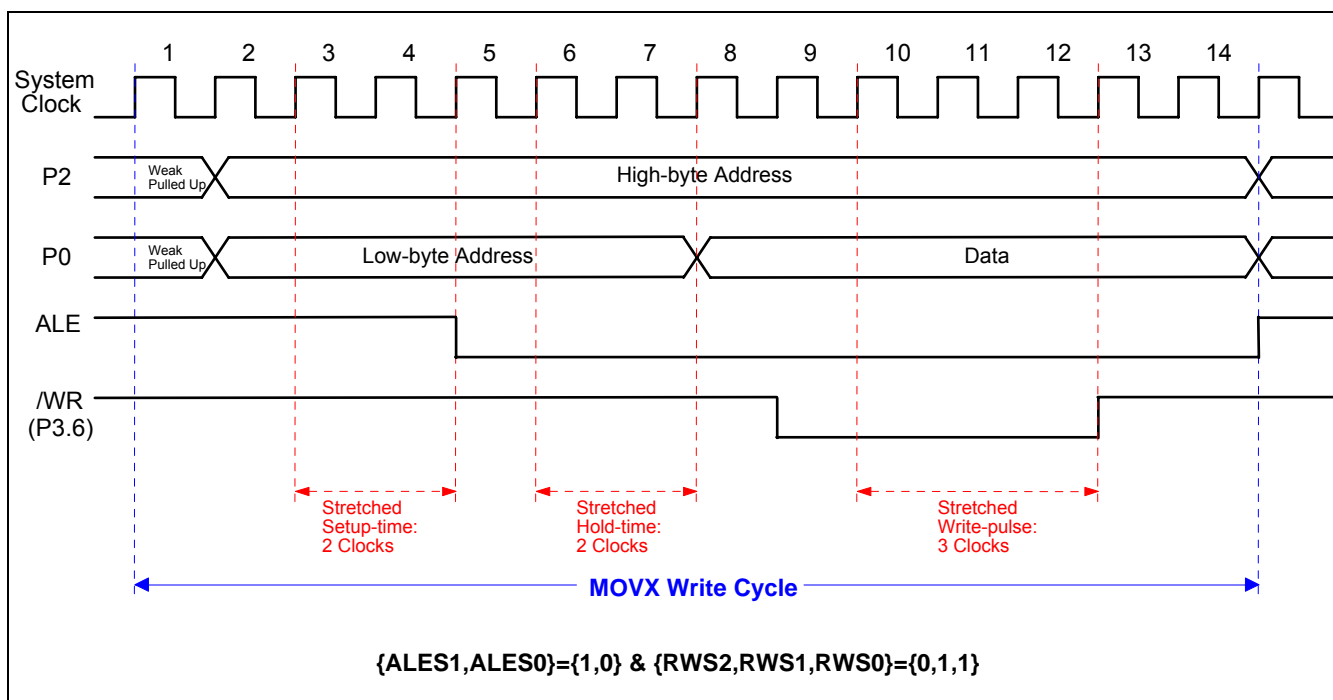 1 2 3 4 5 6 7 8 9 10 11 12 13 14
System
Clock
P2
Weak
Pulled Up
High-byte Address
P0
Weak
Pulled Up
Low-byte Address
Data
ALE
/WR
(P3.6)
Stretched
Setup-time:
2 Clocks
Stretched
Hold-time:
2 Clocks
Stretched
Write-pulse:
3 Clocks
MOVX Write Cycle
{ALES1,ALES0}={1,0} & {RWS2,RWS1,RWS0}={0,1,1}